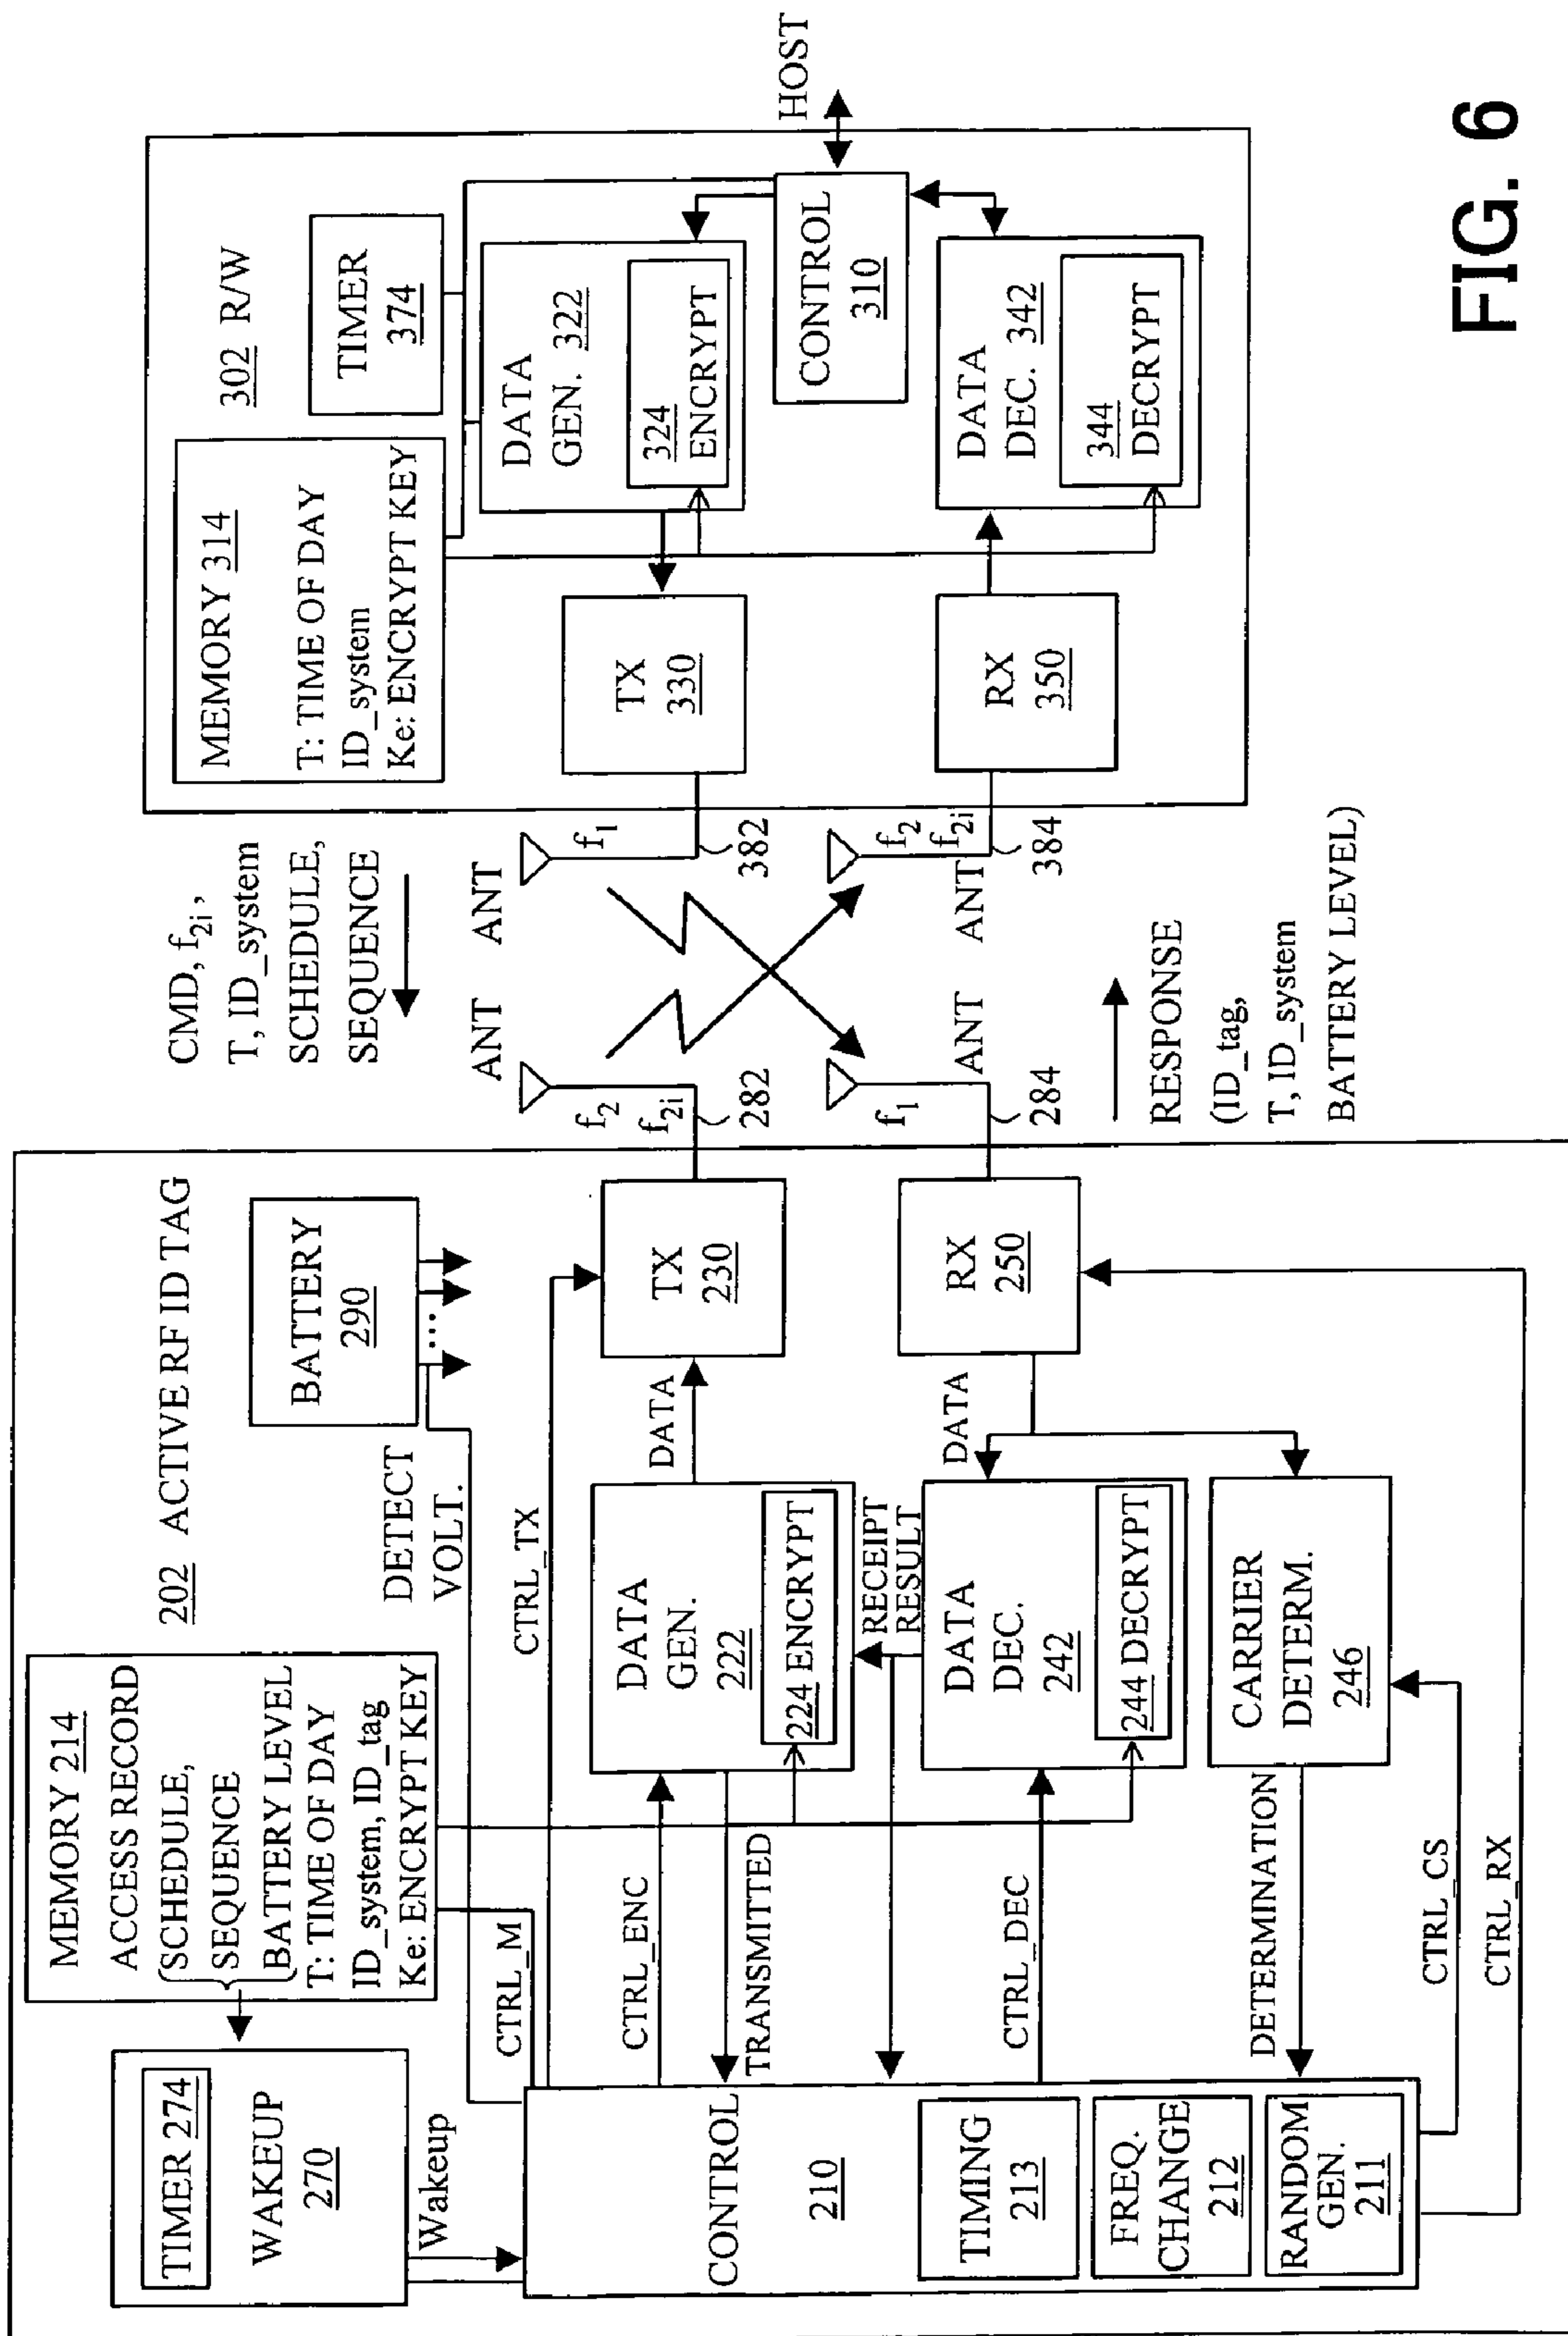 202 ACTIVE RF ID TAG
TIMER 274
WAKEUP
270
Wakeup
MEMORY 214
ACCESS RECORD
SCHEDULE,
SEQUENCE
BATTERY LEVEL
T: TIME OF DAY
ID_system, ID_tag
Ke: ENCRYPT KEY
BATTERY
290
DETECT
VOLT.
CTRL_M
CTRL_TX
CONTROL
210
TIMING
213
FREQ.
CHANGE
212
RANDOM
GEN.
211
CTRL_ENC
TRANSMITTED
CTRL_DEC
DETERMINATION
CTRL_CS
CTRL_RX
DATA
GEN.
222
224 ENCRYPT
RECEIPT
RESULT
DATA
DEC.
242
244 DECRYPT
CARRIER
DETERM.
246
DATA
DATA
TX
230
RX
250
f2
f2i
282
f1
284
ANT
ANT
ANT
ANT
CMD, f2i,
T, ID_system
SCHEDULE,
SEQUENCE
RESPONSE
(ID_tag,
T, ID_system
BATTERY LEVEL)
f1
382
f2
f2i
384
302 R/W
MEMORY 314
T: TIME OF DAY
ID_system
Ke: ENCRYPT KEY
TIMER
374
TX
330
RX
350
DATA
GEN. 322
324
ENCRYPT
DATA
DEC. 342
344
DECRYPT
CONTROL
310
HOST
FIG. 6